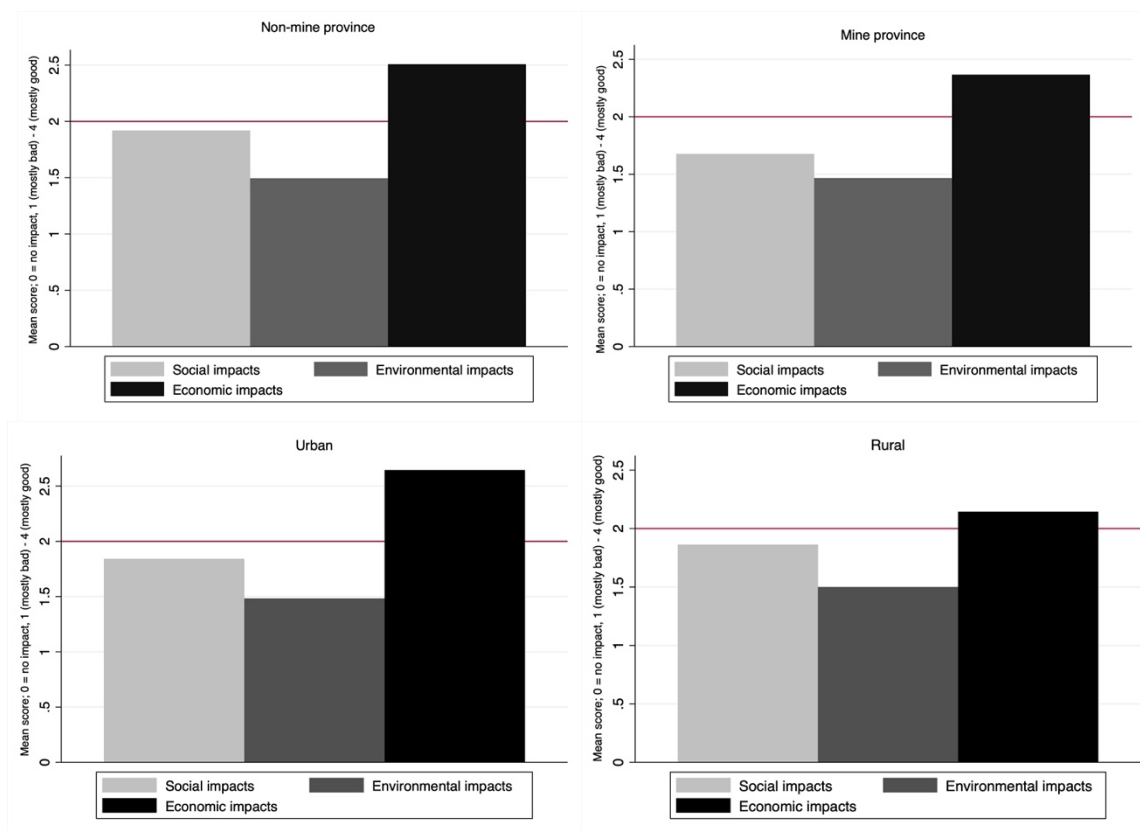 Non-mine province
Mean score; 0 = no impact, 1 (mostly bad) - 4 (mostly good)
2.5
2
1.5
1
.5
0
Social impacts
Environmental impacts
Economic impacts
Mine province
Mean score; 0 = no impact, 1 (mostly bad) - 4 (mostly good)
2.5
2
1.5
1
.5
0
Social impacts
Environmental impacts
Economic impacts
Urban
Mean score; 0 = no impact, 1 (mostly bad) - 4 (mostly good)
2.5
2
1.5
1
.5
0
Social impacts
Environmental impacts
Economic impacts
Rural
Mean score; 0 = no impact, 1 (mostly bad) - 4 (mostly good)
2.5
2
1.5
1
.5
0
Social impacts
Environmental impacts
Economic impacts